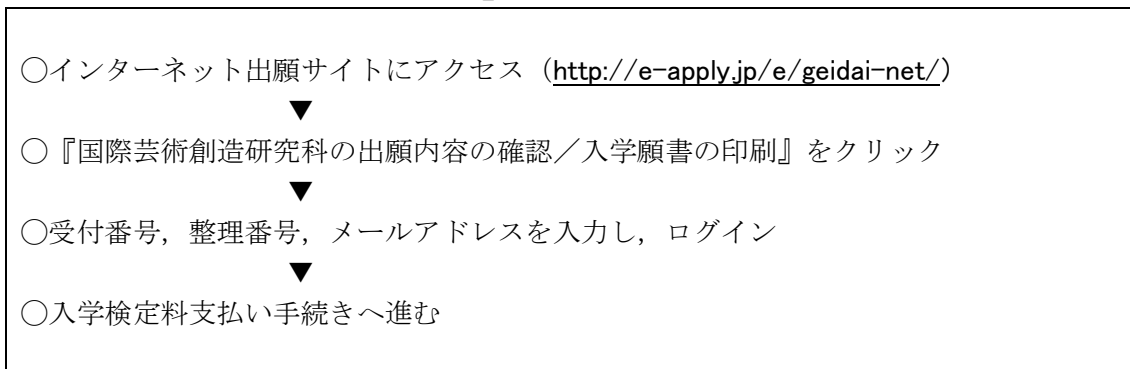 ○インターネット出願サイトにアクセス（http://e-apply.jp/e/geidai-net/）
▼
○『国際芸術創造研究科の出願内容の確認／入学願書の印刷』をクリック
▼
○受付番号，整理番号，メールアドレスを入力し，ログイン
▼
○入学検定料支払い手続きへ進む